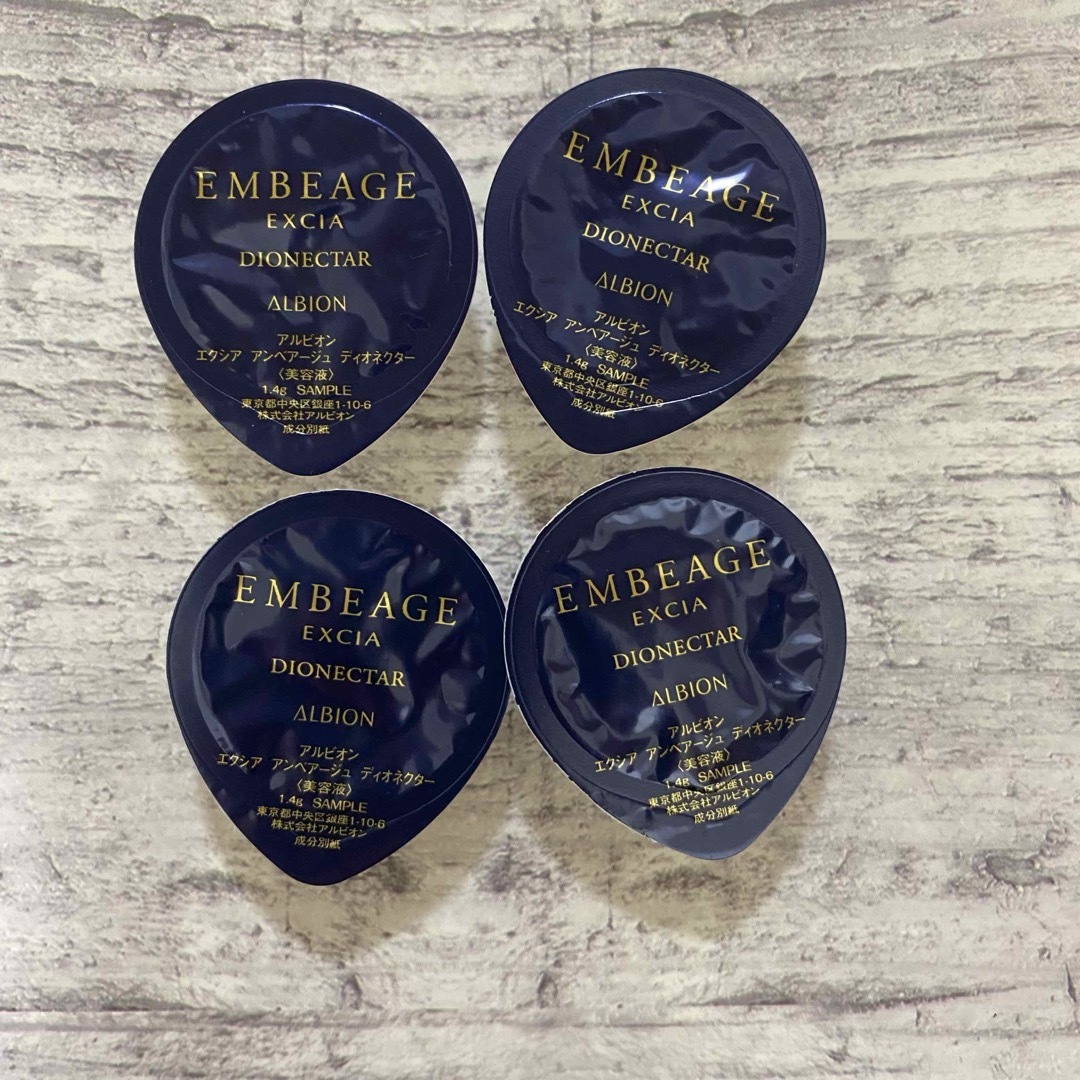 EMBEAGE
EXCIA
DIONECTAR
ALBION
アルビオン
エクシア アンベアージュ ディオネクター
〈美容液〉
1.4g SAMPLE
東京都中央区銀座1-10-6
株式会社アルビオン
成分別紙
EMBEAGE
EXCIA
DIONECTAR
ALBION
アルビオン
エクシア アンベアージュ ディオネクター
〈美容液〉
1.4g SAMPLE
東京都中央区銀座1-10-6
株式会社アルビオン
成分別紙
EMBEAGE
EXCIA
DIONECTAR
ALBION
アルビオン
エクシア アンベアージュ ディオネクター
〈美容液〉
1.4g SAMPLE
東京都中央区銀座1-10-6
株式会社アルビオン
成分別紙
EMBEAGE
EXCIA
DIONECTAR
ALBION
アルビオン
エクシア アンベアージュ ディオネクター
〈美容液〉
1.4g SAMPLE
東京都中央区銀座1-10-6
株式会社アルビオン
成分別紙